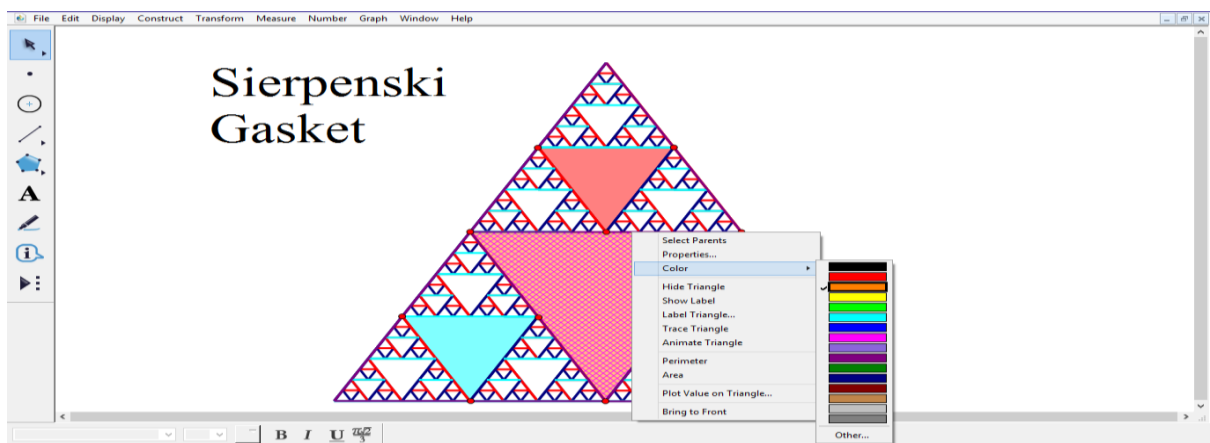 File Edit Display Construct Transform Measure Number Graph Window Help
Sierpenski
Gasket
Select Parents
Properties...
Color
Hide Triangle
Show Label
Label Triangle...
Trace Triangle
Animate Triangle
Perimeter
Area
Plot Value on Triangle...
Bring to Front
Other...
A
B I U